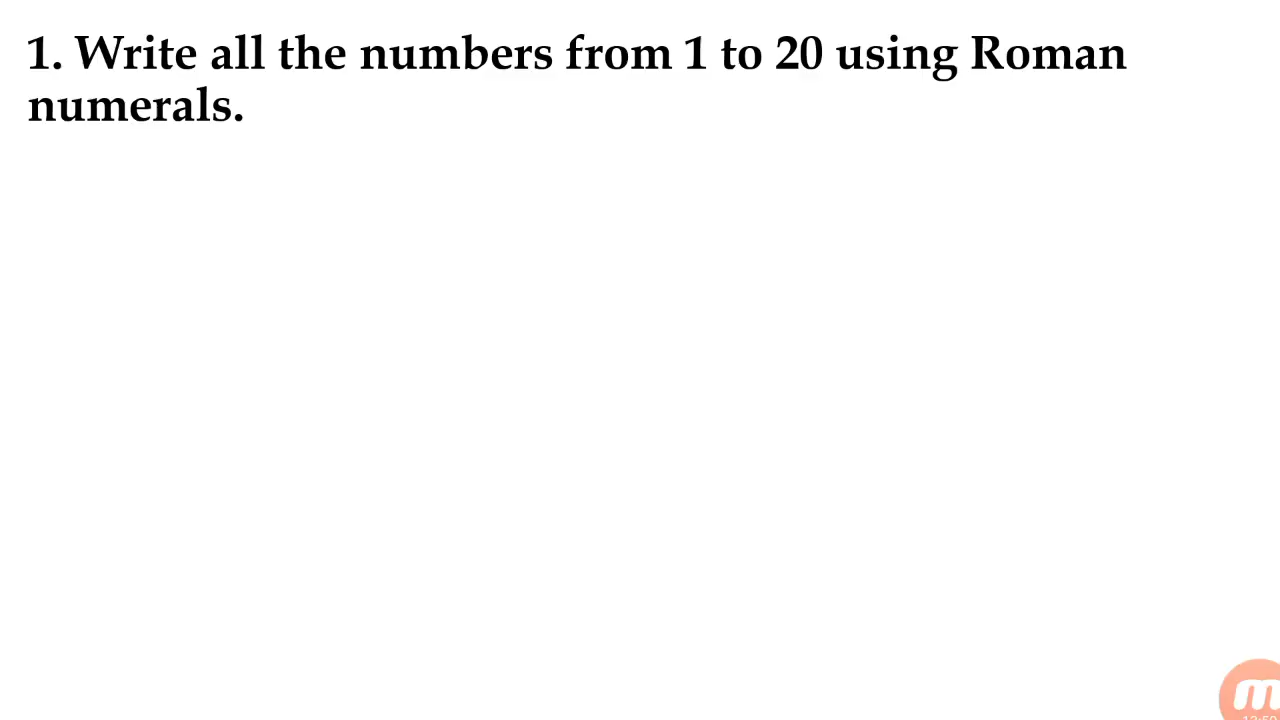 1. Write all the numbers from 1 to 20 using Roman
numerals.
m